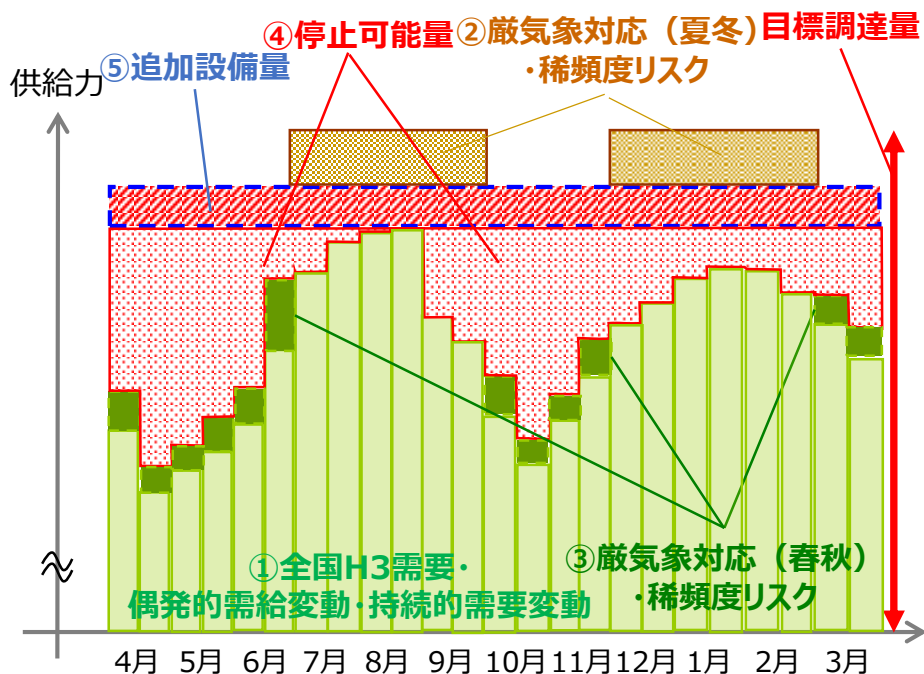 ④停止可能量
②厳気象対応（夏冬）
・稀頻度リスク
目標調達量
⑤追加設備量
供給力
①全国H3需要・
偶発的需給変動・持続的需要変動
③厳気象対応（春秋）
・稀頻度リスク
4月 5月 6月 7月 8月 9月 10月 11月 12月 1月 2月 3月